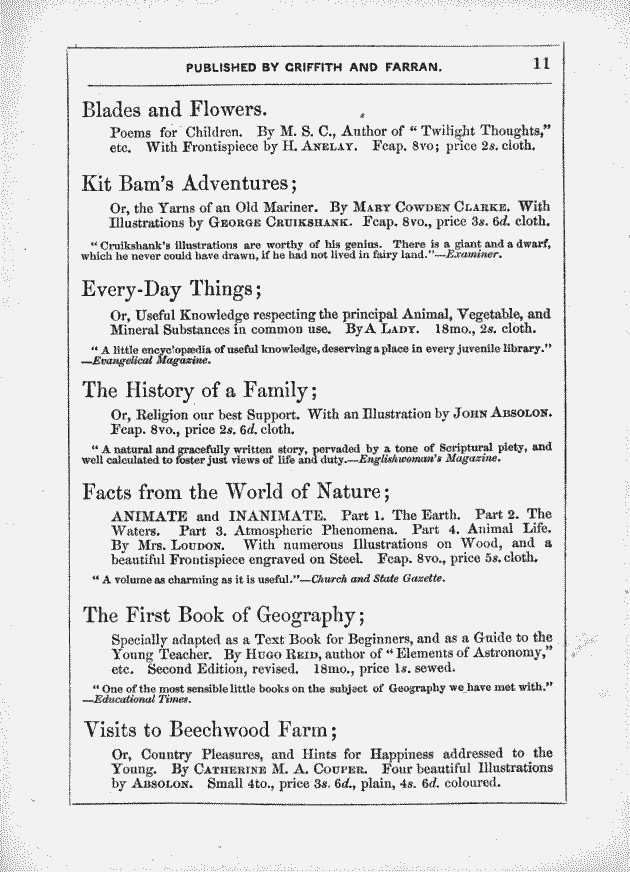 PUBLISHED BY GRIFFITH AND FARRAN. 11
Blades and Flowers.
Poems for Children. By M. S. C., Author of “Twilight Thoughts,”
etc. With Frontispiece by H. ANELAY. Fcap. 8vo; price 2s. cloth.
Kit Bam's Adventures;
Or, the Yarns of an Old Mariner. By MARY COWDEN CLARKE. With
Illustrations by GEORGE CRUIKSHANK. Fcap. 8vo., price 3s. 6d. cloth.
“Cruikshank's illustrations are worthy of his genius. There is a giant and a dwarf,
which he never could have drawn, if he had not lived in fairy land.”—Examiner.
Every-Day Things;
Or, Useful Knowledge respecting the principal Animal, Vegetable, and
Mineral Substances in common use. By A LADY. 18mo., 2s. cloth.
“A little encyc'opædia of useful knowledge, deserving a place in every juvenile library.”
—Evangelical Magazine.
The History of a Family;
Or, Religion our best Support. With an Illustration by JOHN ABSOLON.
Fcap. 8vo., price 2s. 6d. cloth.
“A natural and gracefully written story, pervaded by a tone of Scriptural piety, and
well calculated to foster just views of life and duty.—Englishwoman's Magazine.
Facts from the World of Nature;
ANIMATE and INANIMATE. Part 1. The Earth. Part 2. The
Waters. Part 3. Atmospheric Phenomena. Part 4. Animal Life.
By MRS. LOUDON. With numerous Illustrations on Wood, and a
beautiful Frontispiece engraved on Steel. Fcap. 8vo., price 5s. cloth.
“A volume as charming as it is useful.”—Church and State Gazette.
The First Book of Geography;
Specially adapted as a Text Book for Beginners, and as a Guide to the
Young Teacher. By HUGO REID, author of “Elements of Astronomy,”
etc. Second Edition, revised. 18mo., price 1s. sewed.
“One of the most sensible little books on the subject of Geography we have met with.”
—Educational Times.
Visits to Beechwood Farm;
Or, Country Pleasures, and Hints for Happiness addressed to the
Young. By CATHERINE M. A. COUPER. Four beautiful Illustrations
by ABSOLON. Small 4to., price 3s. 6d., plain, 4s. 6d. coloured.